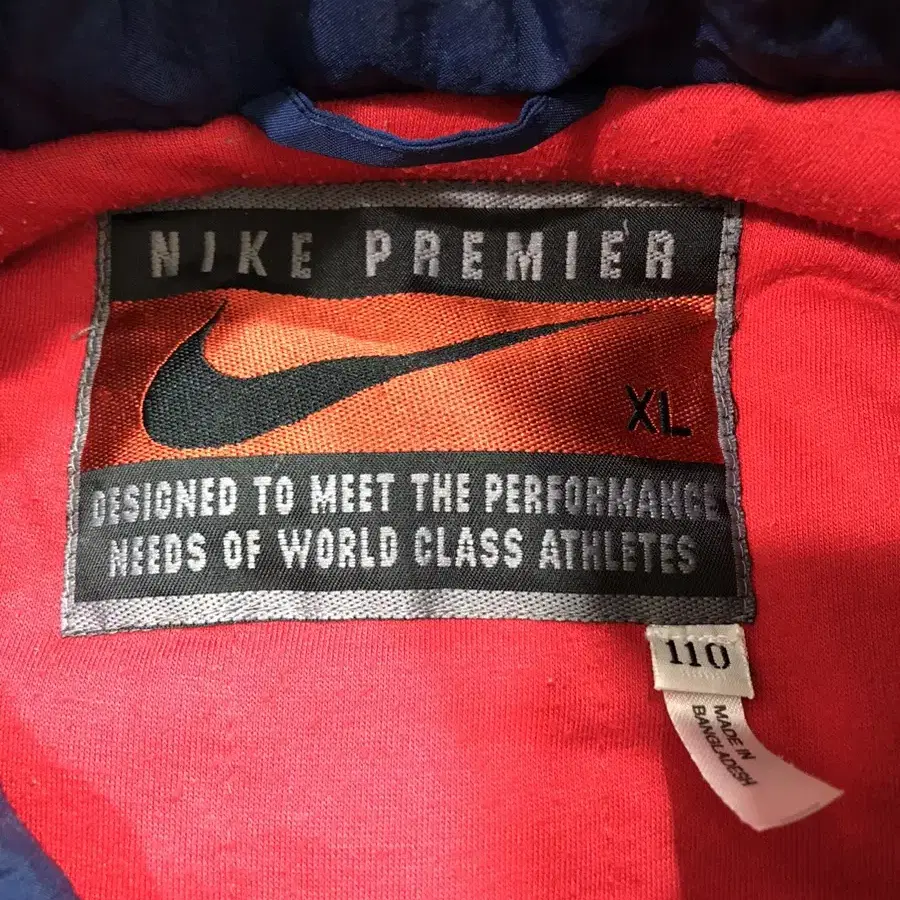 NIKE PREMIER
XL
DESIGNED TO MEET THE PERFORMANCE
NEEDS OF WORLD CLASS ATHLETES
110
MADE IN
BANGLADESH